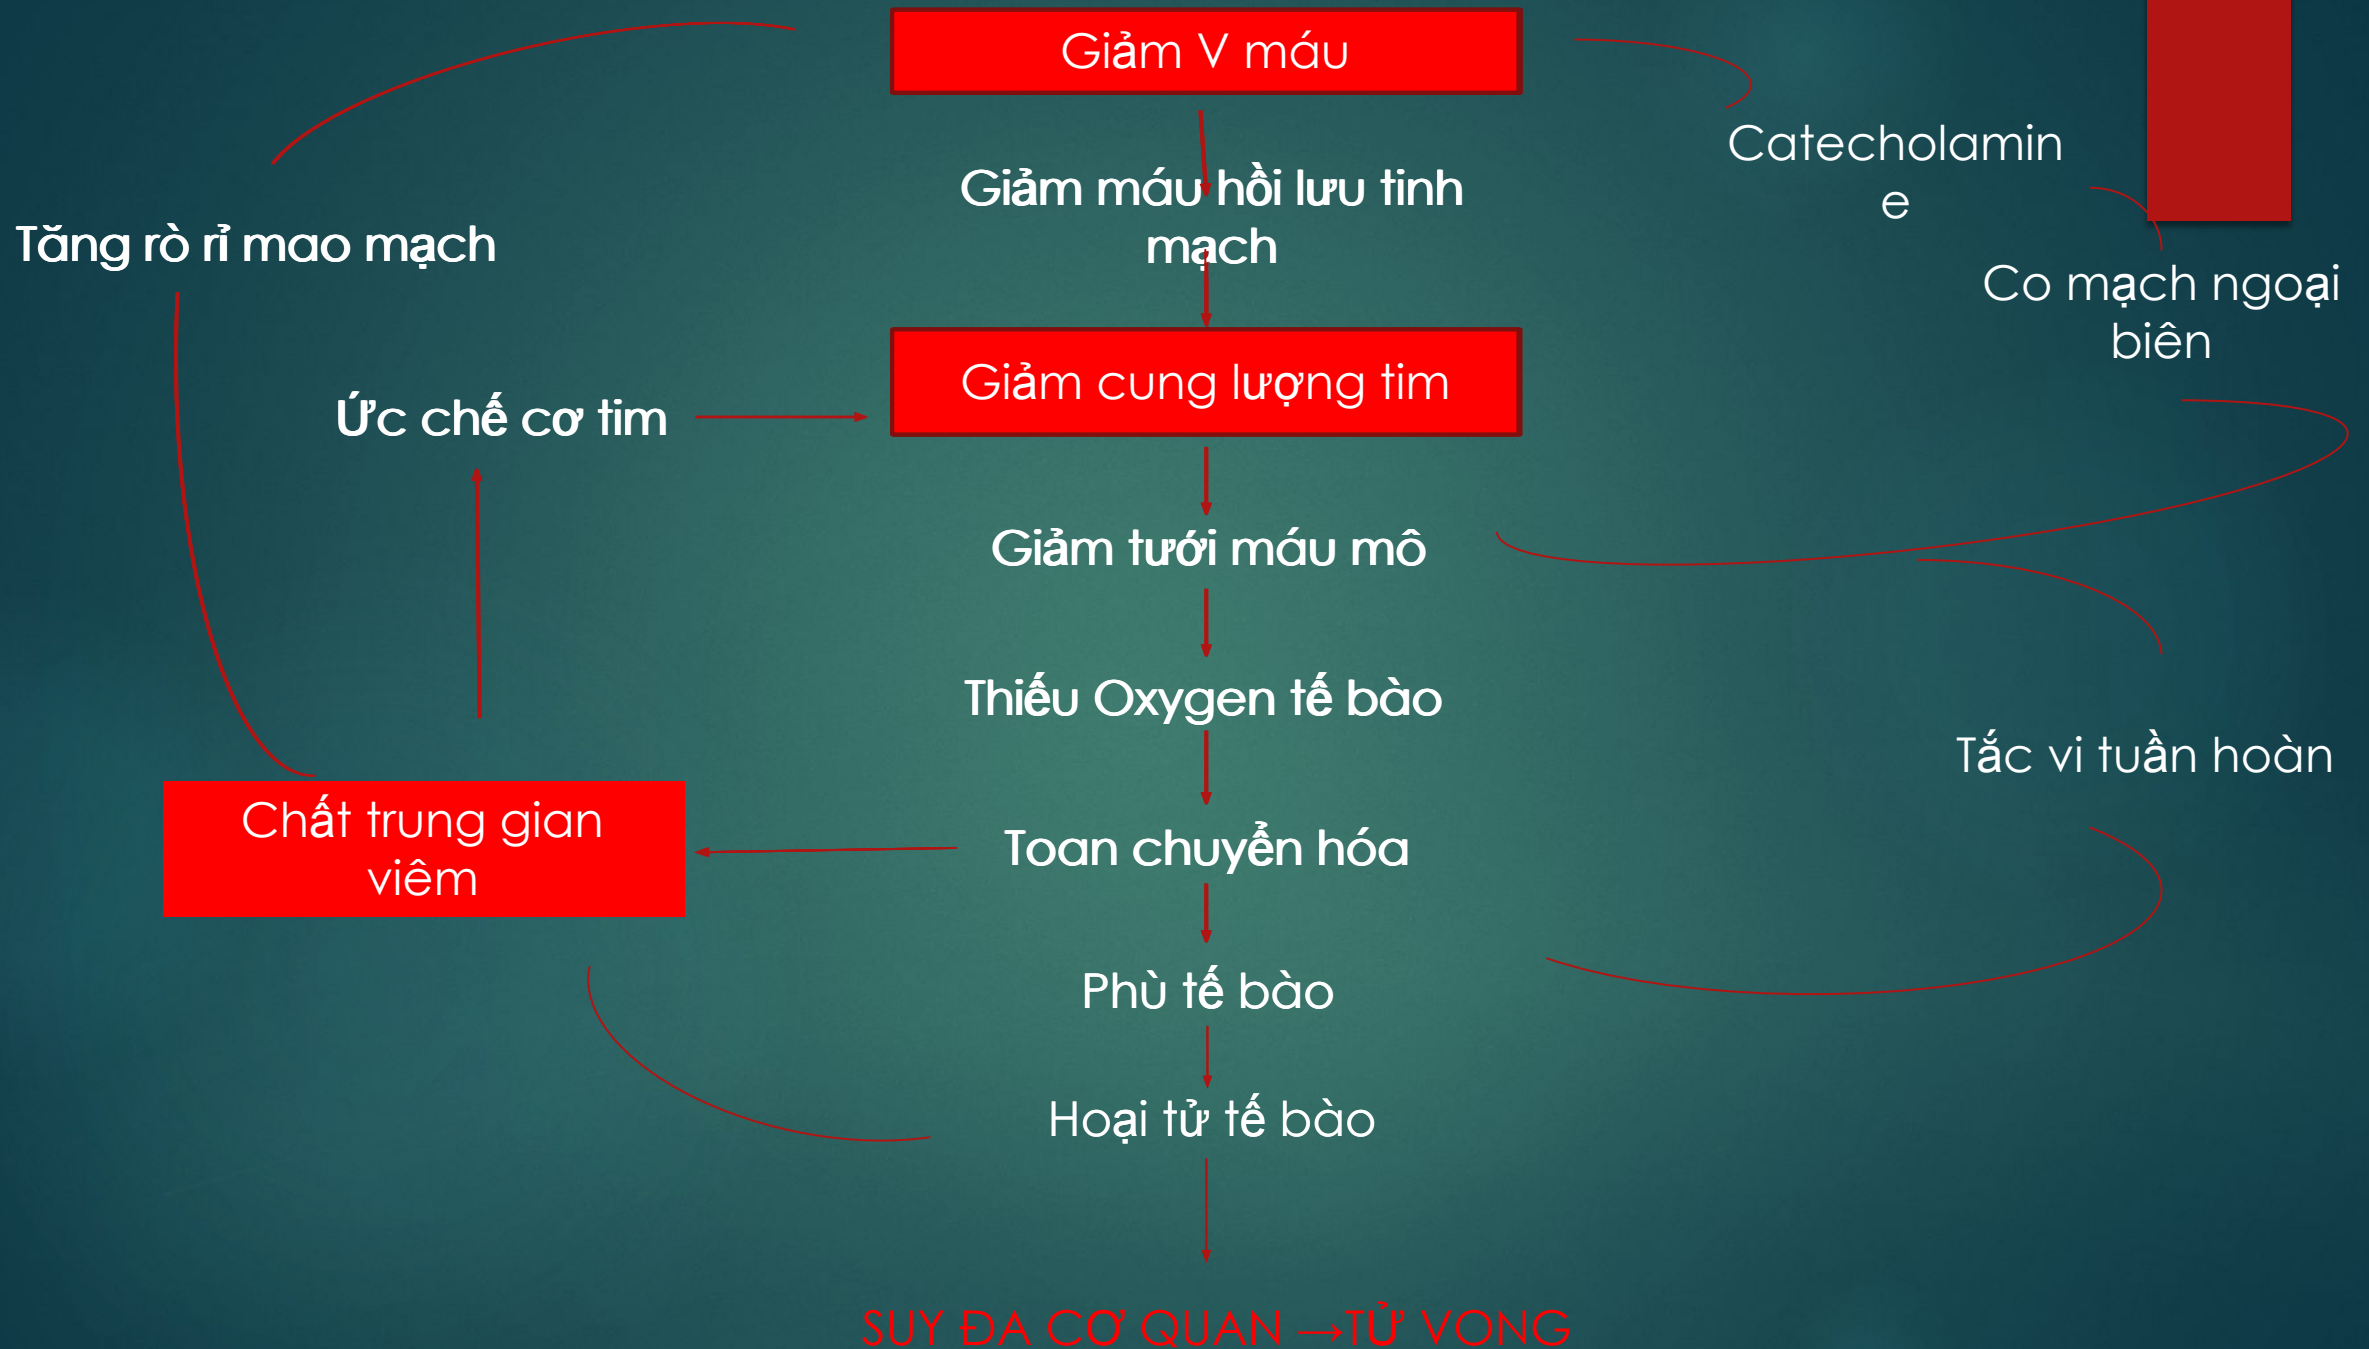 Giảm V máu
Catecholamin
e
Giảm máu hồi lưu tinh
mạch
Tăng rò rỉ mao mạch
Co mạch ngoại
biên
Giảm cung lượng tim
Ức chế cơ tim
Giảm tưới máu mô
Thiếu Oxygen tế bào
Tắc vi tuần hoàn
Chất trung gian
viêm
Toan chuyển hóa
Phù tế bào
Hoại tử tế bào
SUY ĐA CƠ QUAN →TỬ VONG